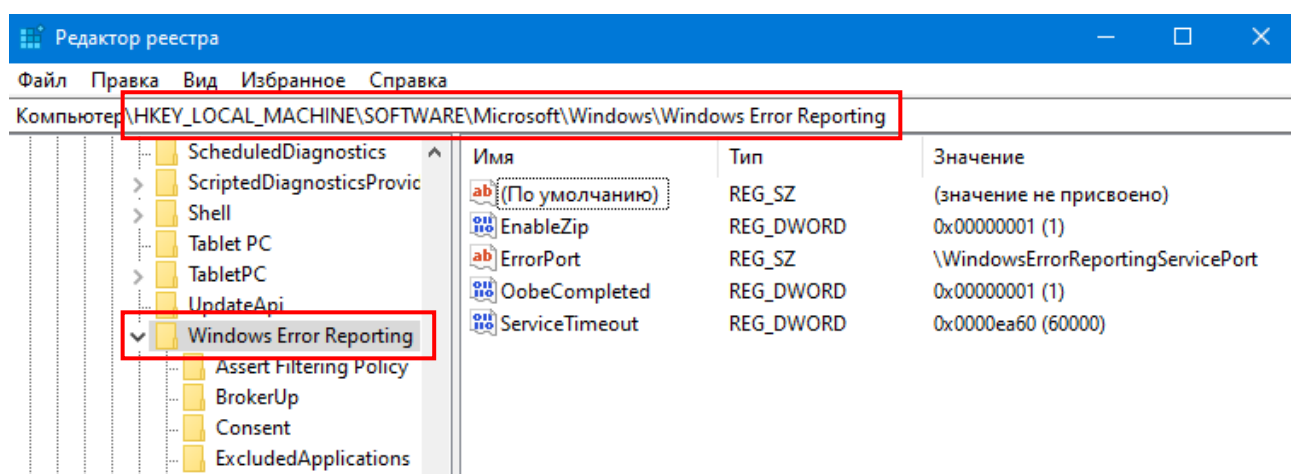 Редактор реестра
Файл Правка Вид Избранное Справка
Компьютер\HKEY_LOCAL_MACHINE\SOFTWARE\Microsoft\Windows\Windows Error Reporting
ScheduledDiagnostics
ScriptedDiagnosticsProvic
Shell
Tablet PC
TabletPC
UpdateApi
Windows Error Reporting
Assert Filtering Policy
BrokerUp
Consent
ExcludedApplications
Имя Тип Значение
(По умолчанию) REG_SZ (значение не присвоено)
EnableZip REG_DWORD 0x00000001 (1)
ErrorPort REG_SZ \WindowsErrorReportingServicePort
OobeCompleted REG_DWORD 0x00000001 (1)
ServiceTimeout REG_DWORD 0x0000ea60 (60000)